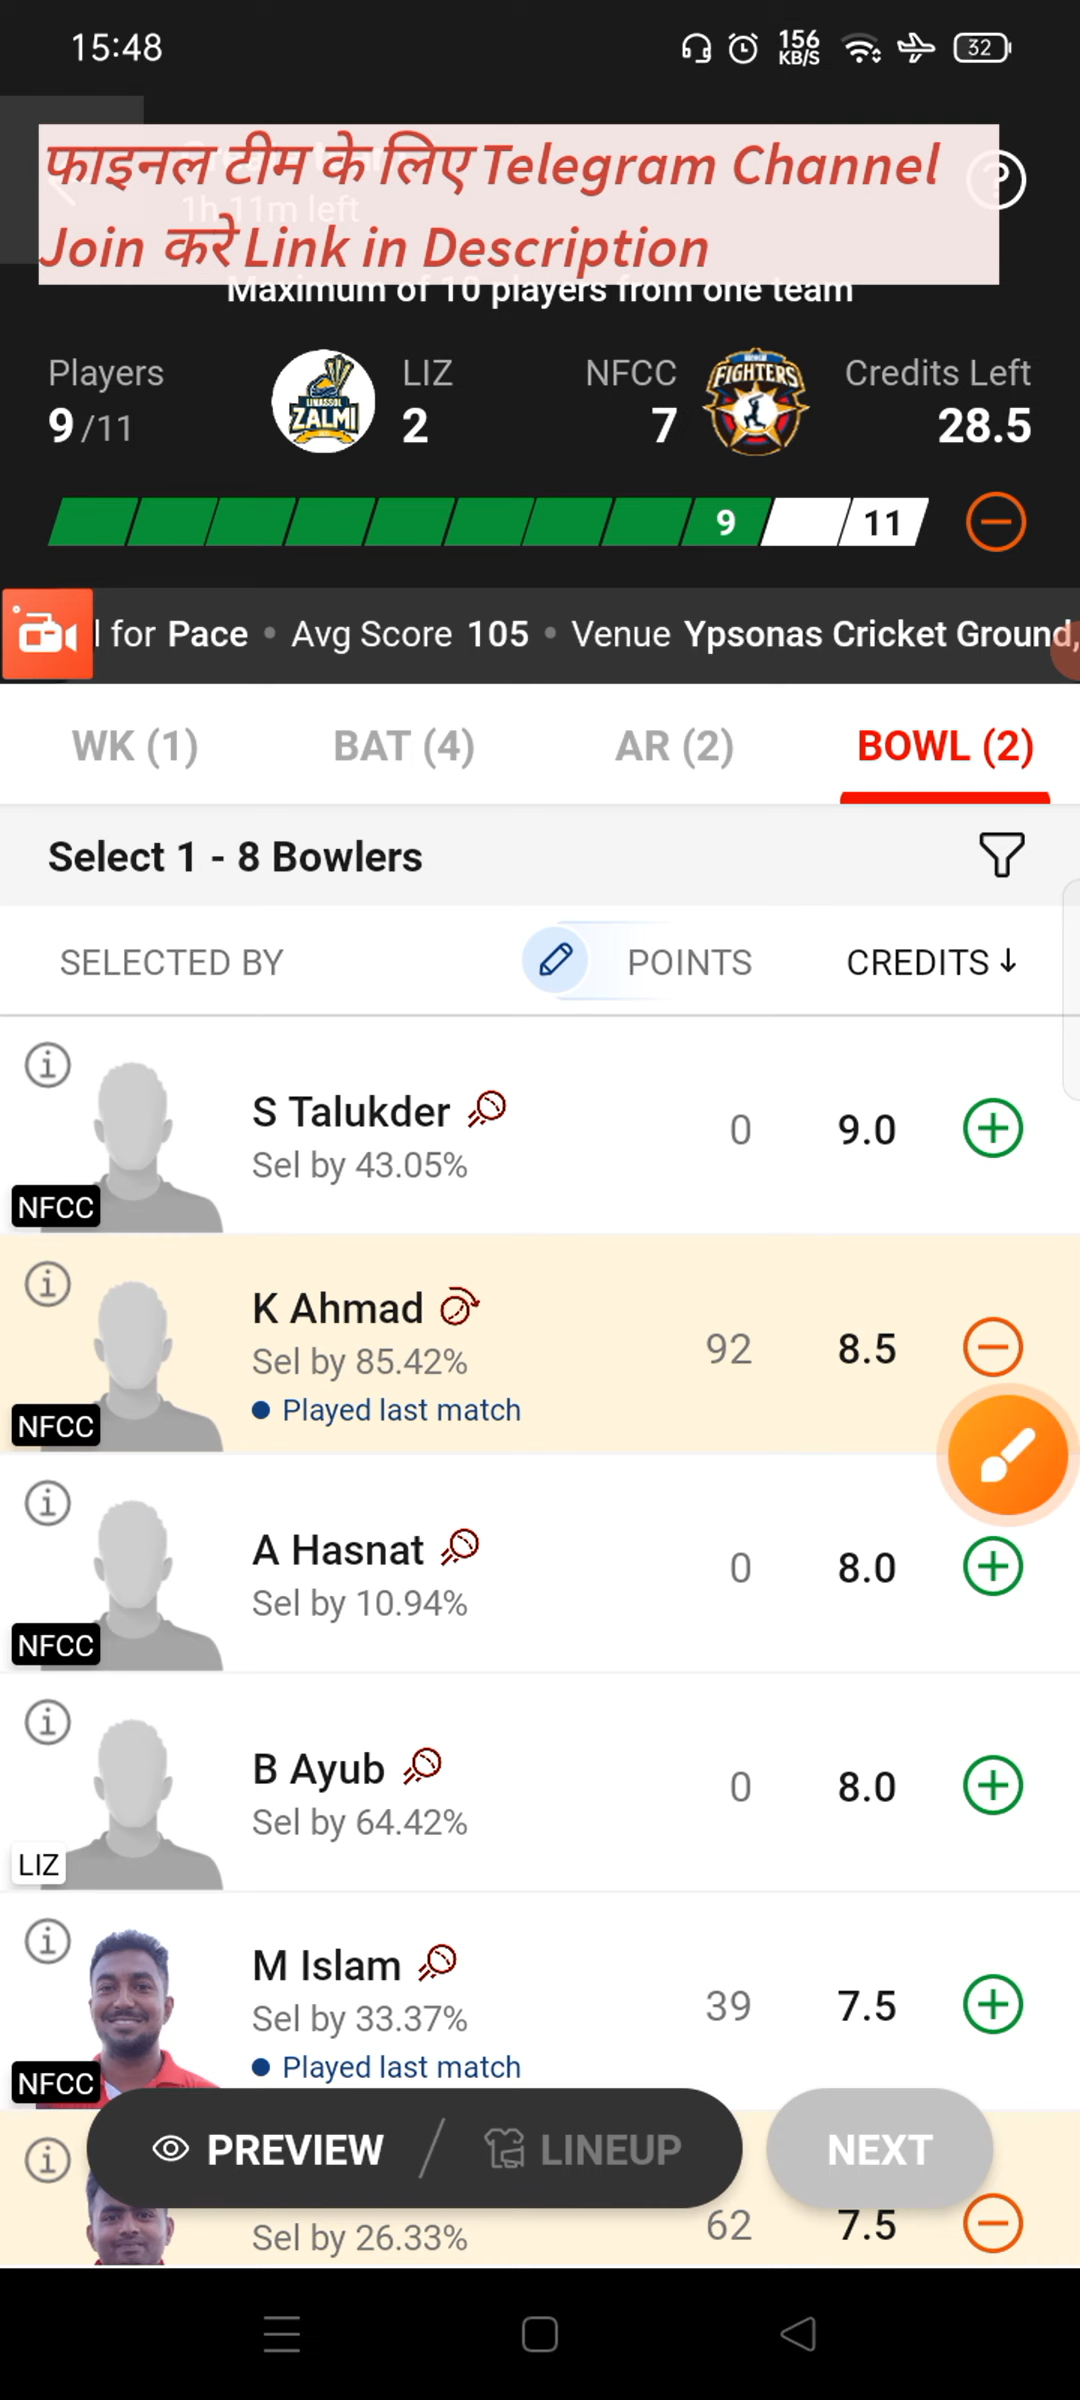 15:48
156 KB/S
32
फाइनल टीम के लिए Telegram Channel
1h 11m left
Join करे Link in Description
Maximum of 10 players from one team
Players
9/11
LIMASSOL
ZALMI
LIZ
2
NFCC
7
FIGHTERS
Credits Left
28.5
9
11
l for Pace • Avg Score 105 • Venue Ypsonas Cricket Ground,
WK (1)
BAT (4)
AR (2)
BOWL (2)
Select 1 - 8 Bowlers
SELECTED BY
POINTS
CREDITS ↓
S Talukder
Sel by 43.05%
0
9.0
NFCC
K Ahmad
Sel by 85.42%
92
8.5
Played last match
NFCC
A Hasnat
Sel by 10.94%
0
8.0
NFCC
B Ayub
Sel by 64.42%
0
8.0
LIZ
M Islam
Sel by 33.37%
39
7.5
Played last match
NFCC
PREVIEW
LINEUP
NEXT
Sel by 26.33%
62
7.5